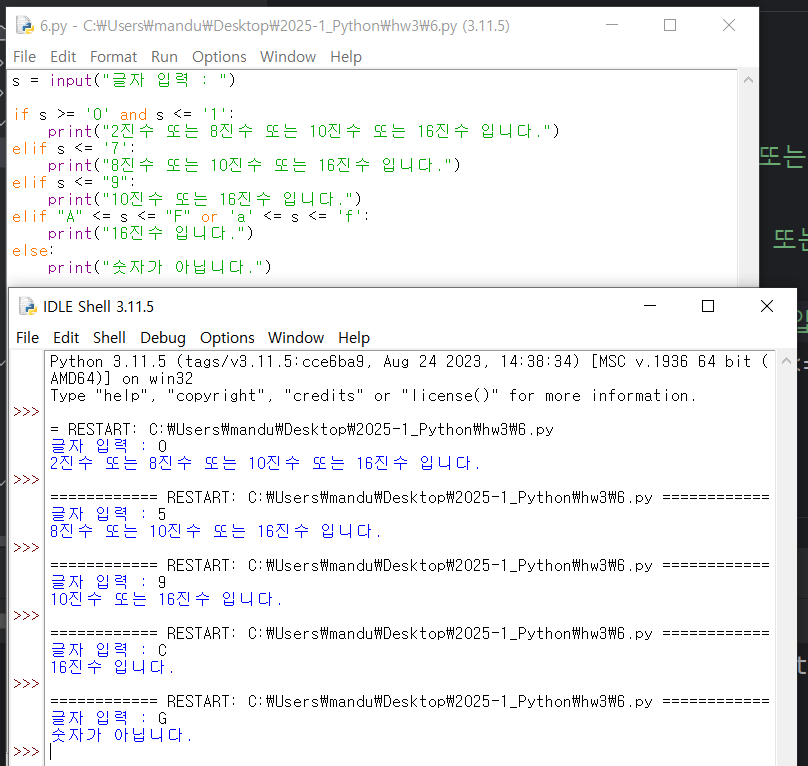 6.py - C:₩Users₩mandu₩Desktop₩2025-1_Python₩hw3₩6.py (3.11.5)
File Edit Format Run Options Window Help
s = input("글자 입력 : ")
if s >= '0' and s <= '1':
    print("2진수 또는 8진수 또는 10진수 또는 16진수 입니다.")
elif s <= '7':
    print("8진수 또는 10진수 또는 16진수 입니다.")
elif s <= "9":
    print("10진수 또는 16진수 입니다.")
elif "A" <= s <= "F" or 'a' <= s <= 'f':
    print("16진수 입니다.")
else:
    print("숫자가 아닙니다.")
또는
또는
IDLE Shell 3.11.5
File Edit Shell Debug Options Window Help
Python 3.11.5 (tags/v3.11.5:cce6ba9, Aug 24 2023, 14:38:34) [MSC v.1936 64 bit (
AMD64)] on win32
Type "help", "copyright", "credits" or "license()" for more information.
>>>
= RESTART: C:₩Users₩mandu₩Desktop₩2025-1_Python₩hw3₩6.py
글자 입력 : 0
2진수 또는 8진수 또는 10진수 또는 16진수 입니다.
>>>
============ RESTART: C:₩Users₩mandu₩Desktop₩2025-1_Python₩hw3₩6.py ============
글자 입력 : 5
8진수 또는 10진수 또는 16진수 입니다.
>>>
============ RESTART: C:₩Users₩mandu₩Desktop₩2025-1_Python₩hw3₩6.py ============
글자 입력 : 9
10진수 또는 16진수 입니다.
>>>
============ RESTART: C:₩Users₩mandu₩Desktop₩2025-1_Python₩hw3₩6.py ============
글자 입력 : C
16진수 입니다.
>>>
============ RESTART: C:₩Users₩mandu₩Desktop₩2025-1_Python₩hw3₩6.py ============
글자 입력 : G
숫자가 아닙니다.
>>>